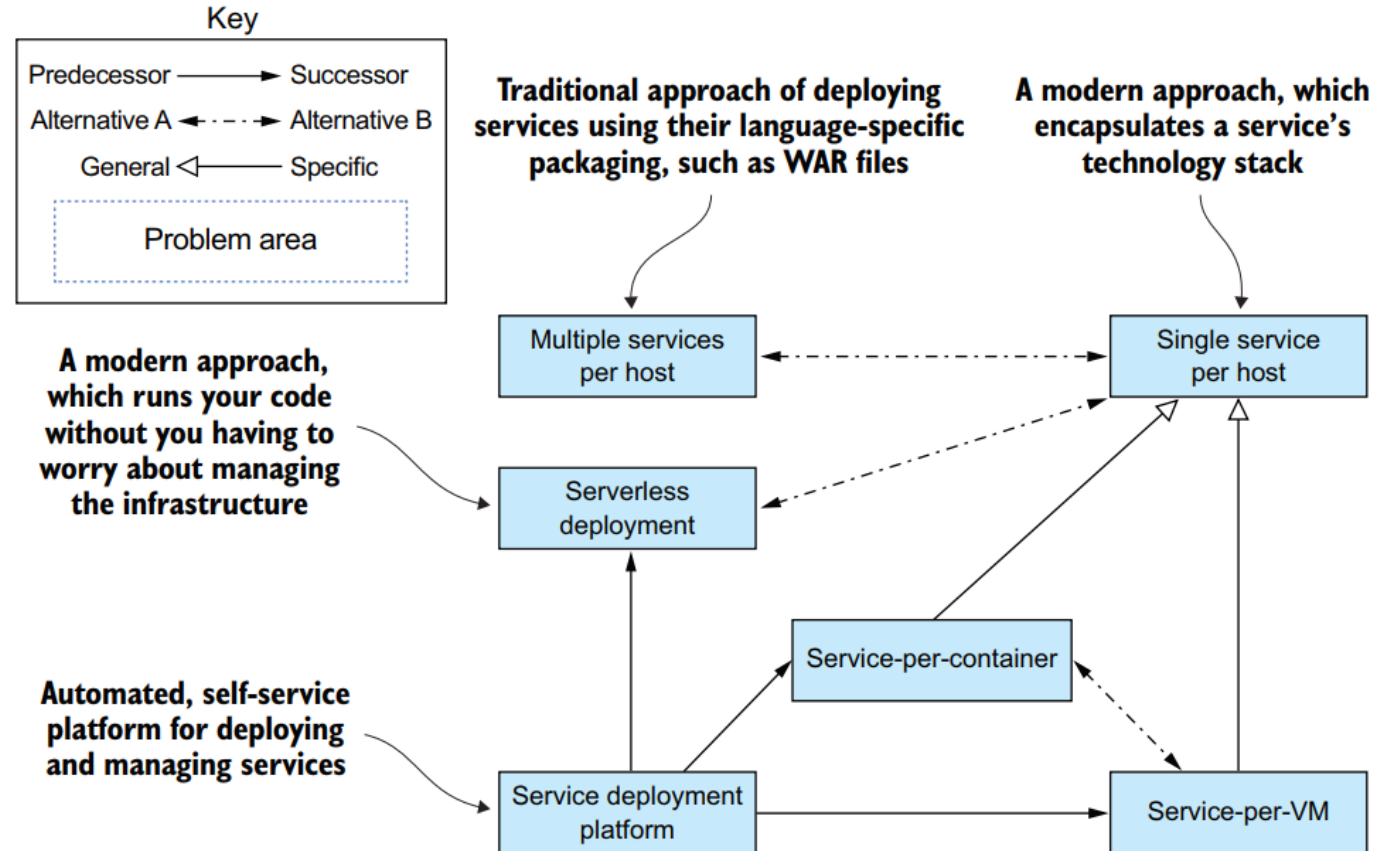 Key
Predecessor
Successor
Alternative A
Alternative B
General
Specific
Problem area
Traditional approach of deploying
services using their language-specific
packaging, such as WAR files
A modern approach, which
encapsulates a service's
technology stack
Multiple services
per host
Single service
per host
A modern approach,
which runs your code
without you having to
worry about managing
the infrastructure
Serverless
deployment
Service-per-container
Automated, self-service
platform for deploying
and managing services
Service deployment
platform
Service-per-VM